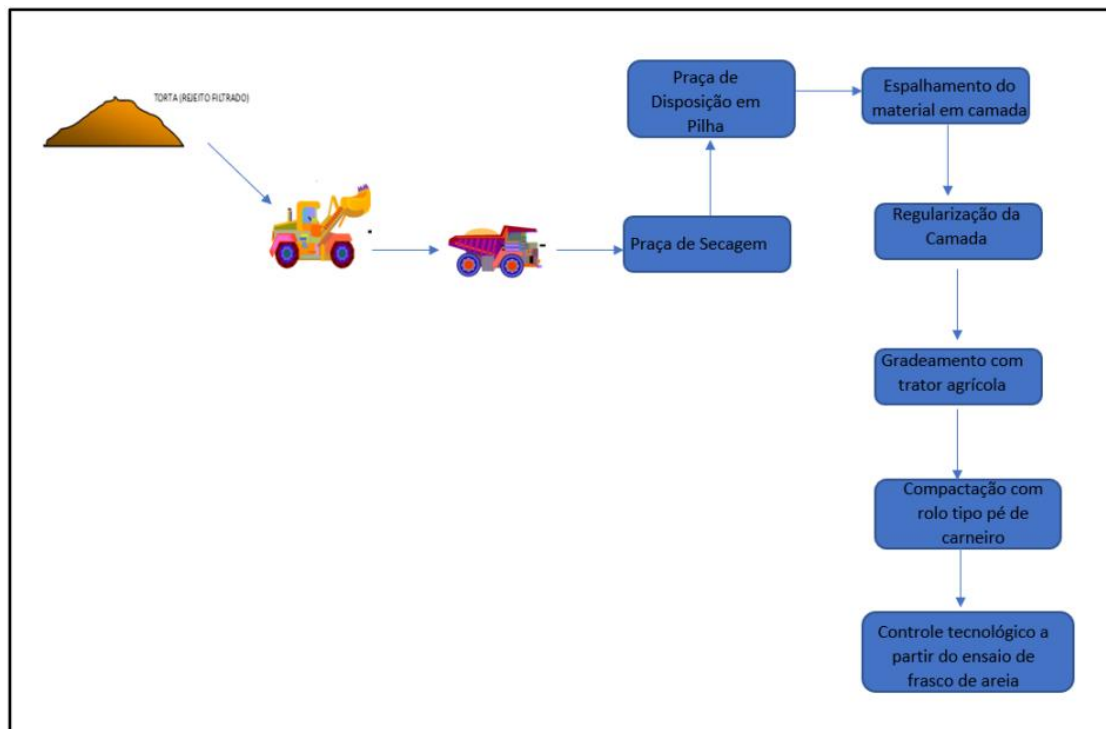 TORTA (REJEITO FILTRADO)
Praça de Secagem
Praça de
Disposição em
Pilha
Espalhamento do
material em camada
Regularização da
Camada
Gradeamento com
trator agrícola
Compactação com
rolo tipo pé de
carneiro
Controle tecnológico a
partir do ensaio de
frasco de areia